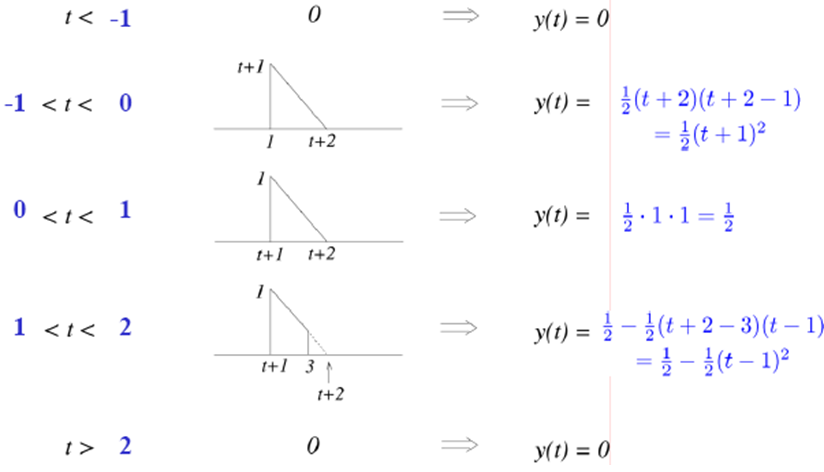 t < -1 0 ⟹ y(t) = 0
t+1
-1 < t < 0 ⟹ y(t) = ½(t + 2)(t + 2 − 1)
= ½(t + 1)²
1 t+2
1
0 < t < 1 ⟹ y(t) = ½ · 1 · 1 = ½
t+1 t+2
1
1 < t < 2 ⟹ y(t) = ½ − ½(t + 2 − 3)(t − 1)
= ½ − ½(t − 1)²
t+1 3
t+2
t > 2 0 ⟹ y(t) = 0